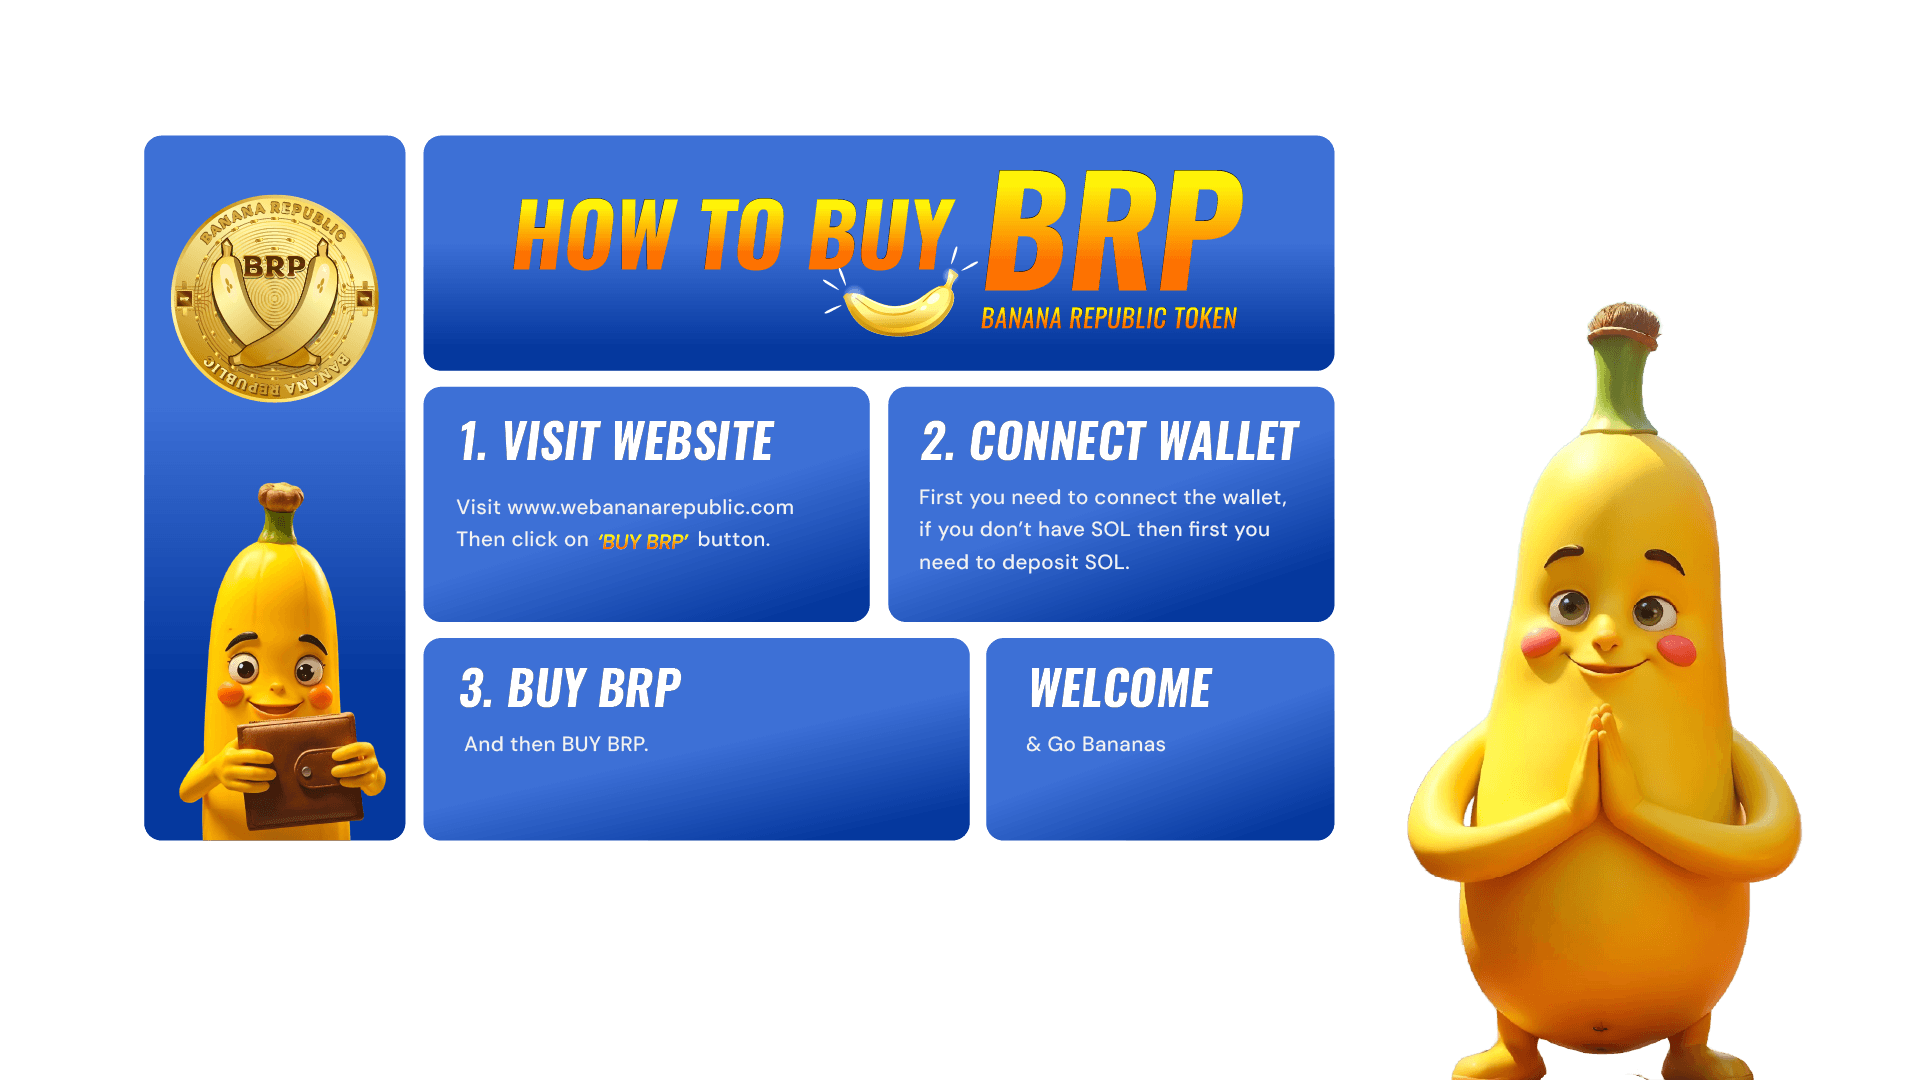 BANANA REPUBLIC
BRP
BANANA REPUBLIC
HOW TO BUY BRP
BANANA REPUBLIC TOKEN
1. VISIT WEBSITE
Visit www.webananarepublic.com
Then click on ‘BUY BRP’ button.
2. CONNECT WALLET
First you need to connect the wallet,
if you don’t have SOL then first you
need to deposit SOL.
3. BUY BRP
And then BUY BRP.
WELCOME
& Go Bananas